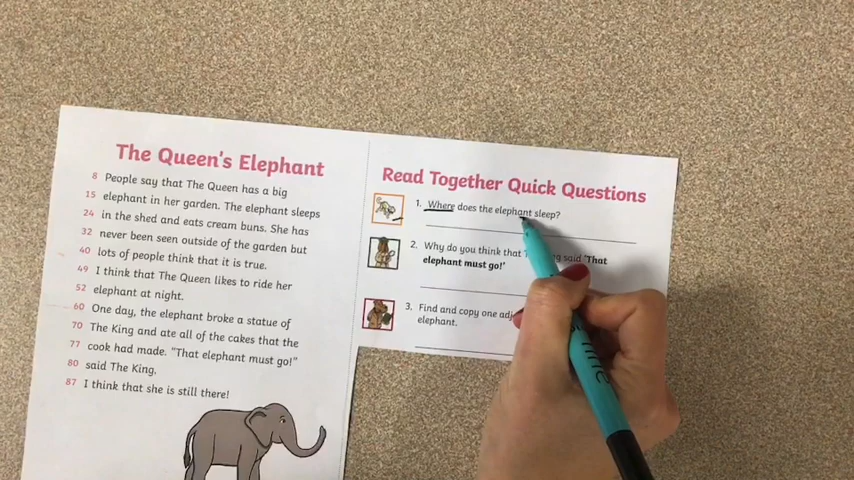 The Queen's Elephant
8 People say that The Queen has a big
15 elephant in her garden. The elephant sleeps
24 in the shed and eats cream buns. She has
32 never been seen outside of the garden but
40 lots of people think that it is true.
49 I think that The Queen likes to ride her
52 elephant at night.
60 One day, the elephant broke a statue of
70 The King and ate all of the cakes that the
77 cook had made. "That elephant must go!"
80 said The King.
87 I think that she is still there!
Read Together Quick Questions
1. Where does the elephant sleep?
2. Why do you think that said 'That
elephant must go!'
3. Find and copy one
elephant.
line